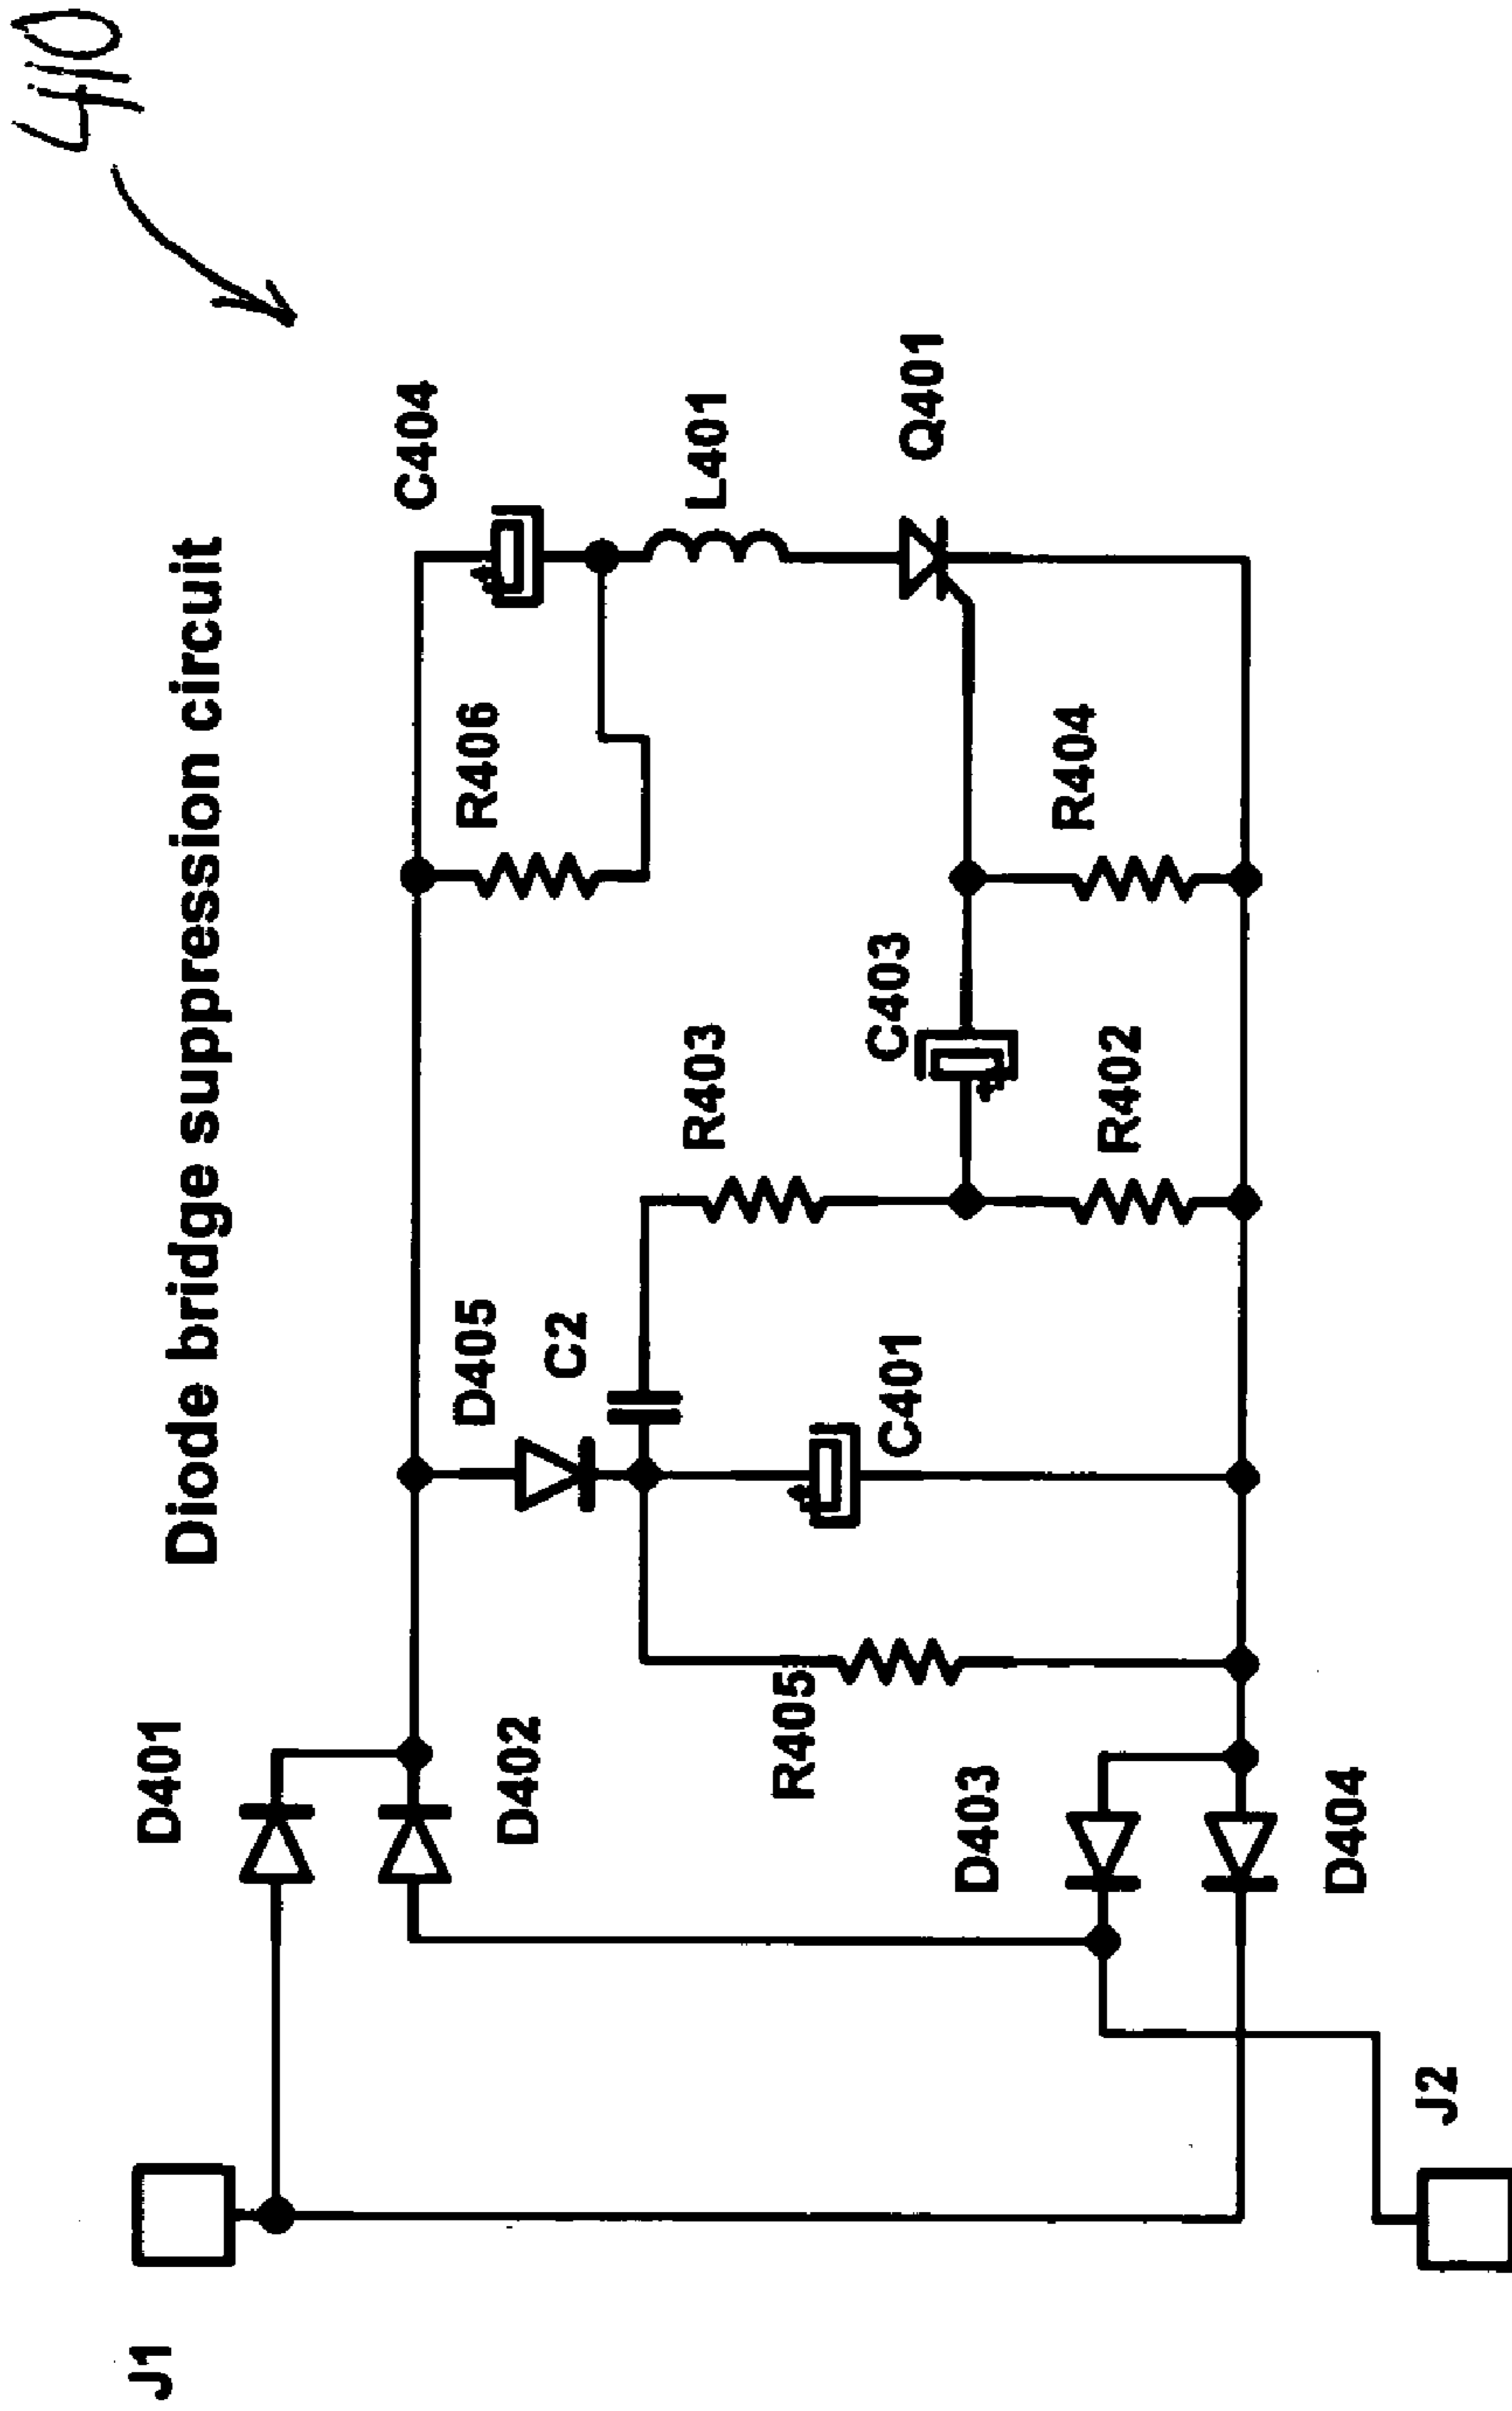 410
Diode bridge suppression circuit
J1
D401
D402
D405
C2
R403
R406
C404
L401
Q401
R405
C401
C403
R402
R404
D403
D404
J2